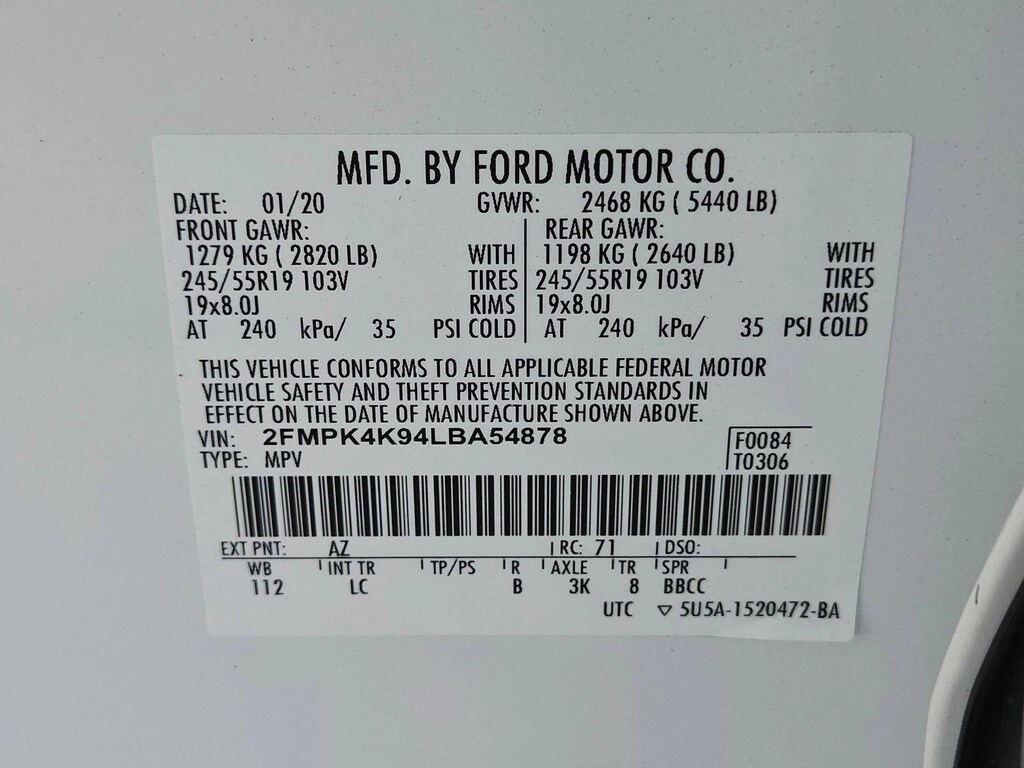 MFD. BY FORD MOTOR CO.
DATE: 01/20 GVWR: 2468 KG ( 5440 LB)
FRONT GAWR: REAR GAWR:
1279 KG ( 2820 LB) WITH 1198 KG ( 2640 LB) WITH
245/55R19 103V TIRES 245/55R19 103V TIRES
19x8.0J RIMS 19x8.0J RIMS
AT 240 kPa/ 35 PSI COLD AT 240 kPa/ 35 PSI COLD
THIS VEHICLE CONFORMS TO ALL APPLICABLE FEDERAL MOTOR
VEHICLE SAFETY AND THEFT PREVENTION STANDARDS IN
EFFECT ON THE DATE OF MANUFACTURE SHOWN ABOVE.
VIN: 2FMPK4K94LBA54878 F0084
TYPE: MPV T0306
EXT PNT: AZ RC: 71 DSO:
WB INT TR TP/PS R AXLE TR SPR
112 LC B 3K 8 BBCC
UTC ▽ 5U5A-1520472-BA